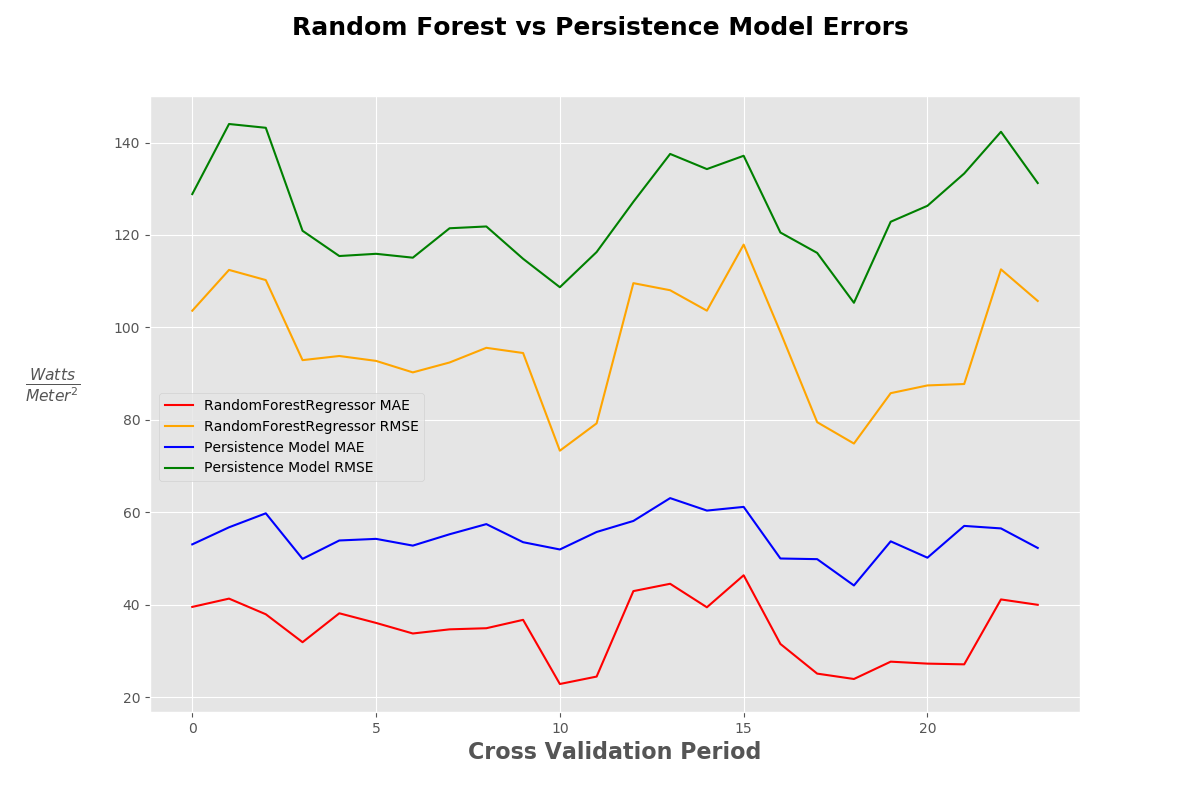 Random Forest vs Persistence Model Errors
140
120
100
80
60
40
20
Watts
Meter²
RandomForestRegressor MAE
RandomForestRegressor RMSE
Persistence Model MAE
Persistence Model RMSE
0 5 10 15 20
Cross Validation Period